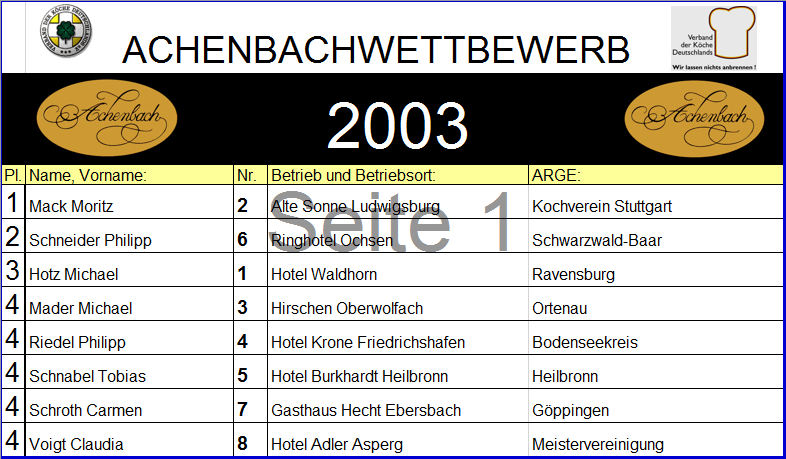 VERBAND DER KÖCHE DEUTSCHLANDS
ACHENBACHWETTBEWERB
Verband
der Köche
Deutschlands
Wir lassen nichts anbrennen !
Achenbach
2003
Achenbach
Pl. Name, Vorname: Nr. Betrieb und Betriebsort: ARGE:
1 Mack Moritz 2 Alte Sonne Ludwigsburg Kochverein Stuttgart
Seite 1
2 Schneider Philipp 6 Ringhotel Ochsen Schwarzwald-Baar
3 Hotz Michael 1 Hotel Waldhorn Ravensburg
4 Mader Michael 3 Hirschen Oberwolfach Ortenau
4 Riedel Philipp 4 Hotel Krone Friedrichshafen Bodenseekreis
4 Schnabel Tobias 5 Hotel Burkhardt Heilbronn Heilbronn
4 Schroth Carmen 7 Gasthaus Hecht Ebersbach Göppingen
4 Voigt Claudia 8 Hotel Adler Asperg Meistervereinigung